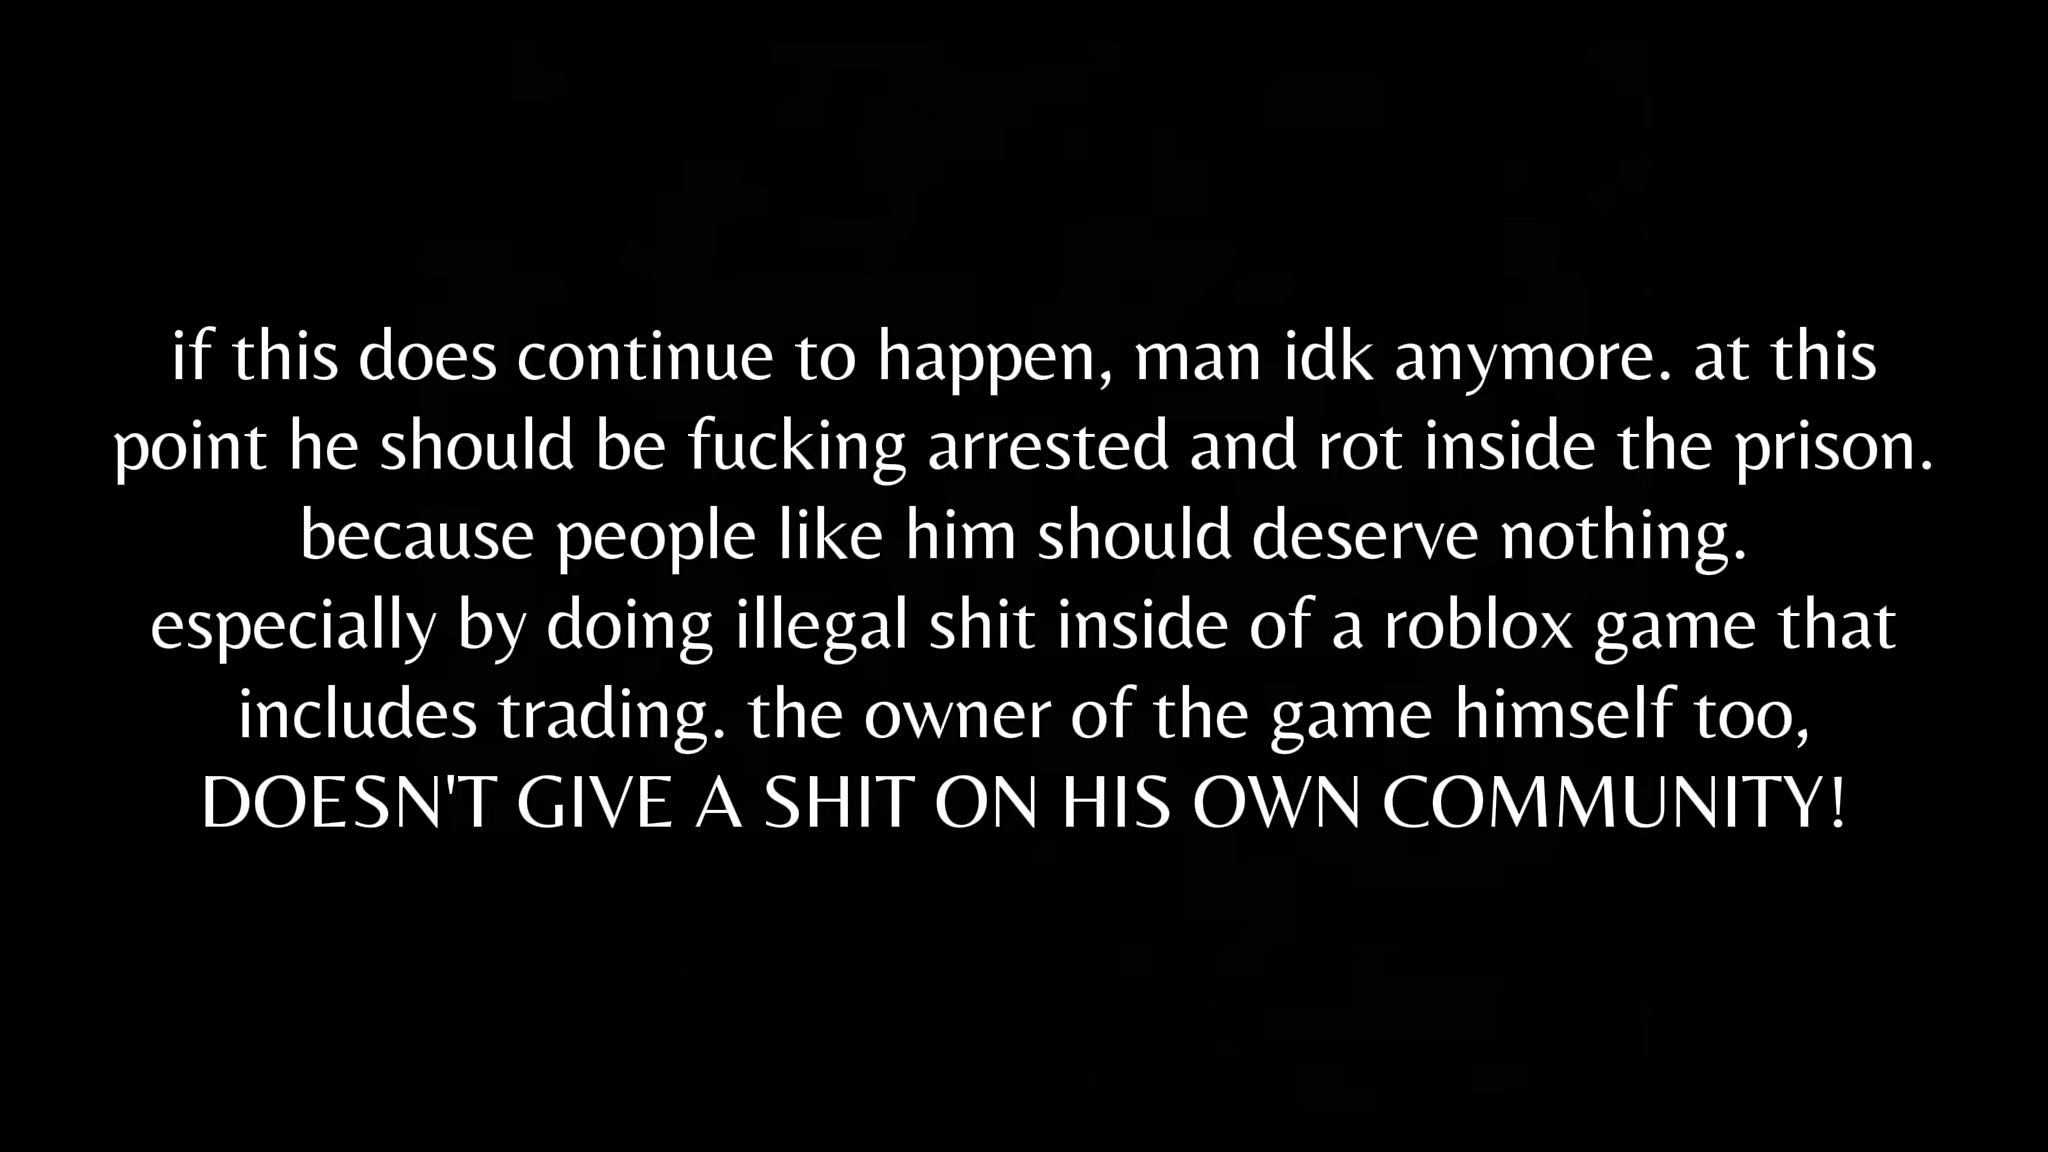 if this does continue to happen, man idk anymore. at this
point he should be fucking arrested and rot inside the prison.
because people like him should deserve nothing.
especially by doing illegal shit inside of a roblox game that
includes trading. the owner of the game himself too,
DOESN'T GIVE A SHIT ON HIS OWN COMMUNITY!